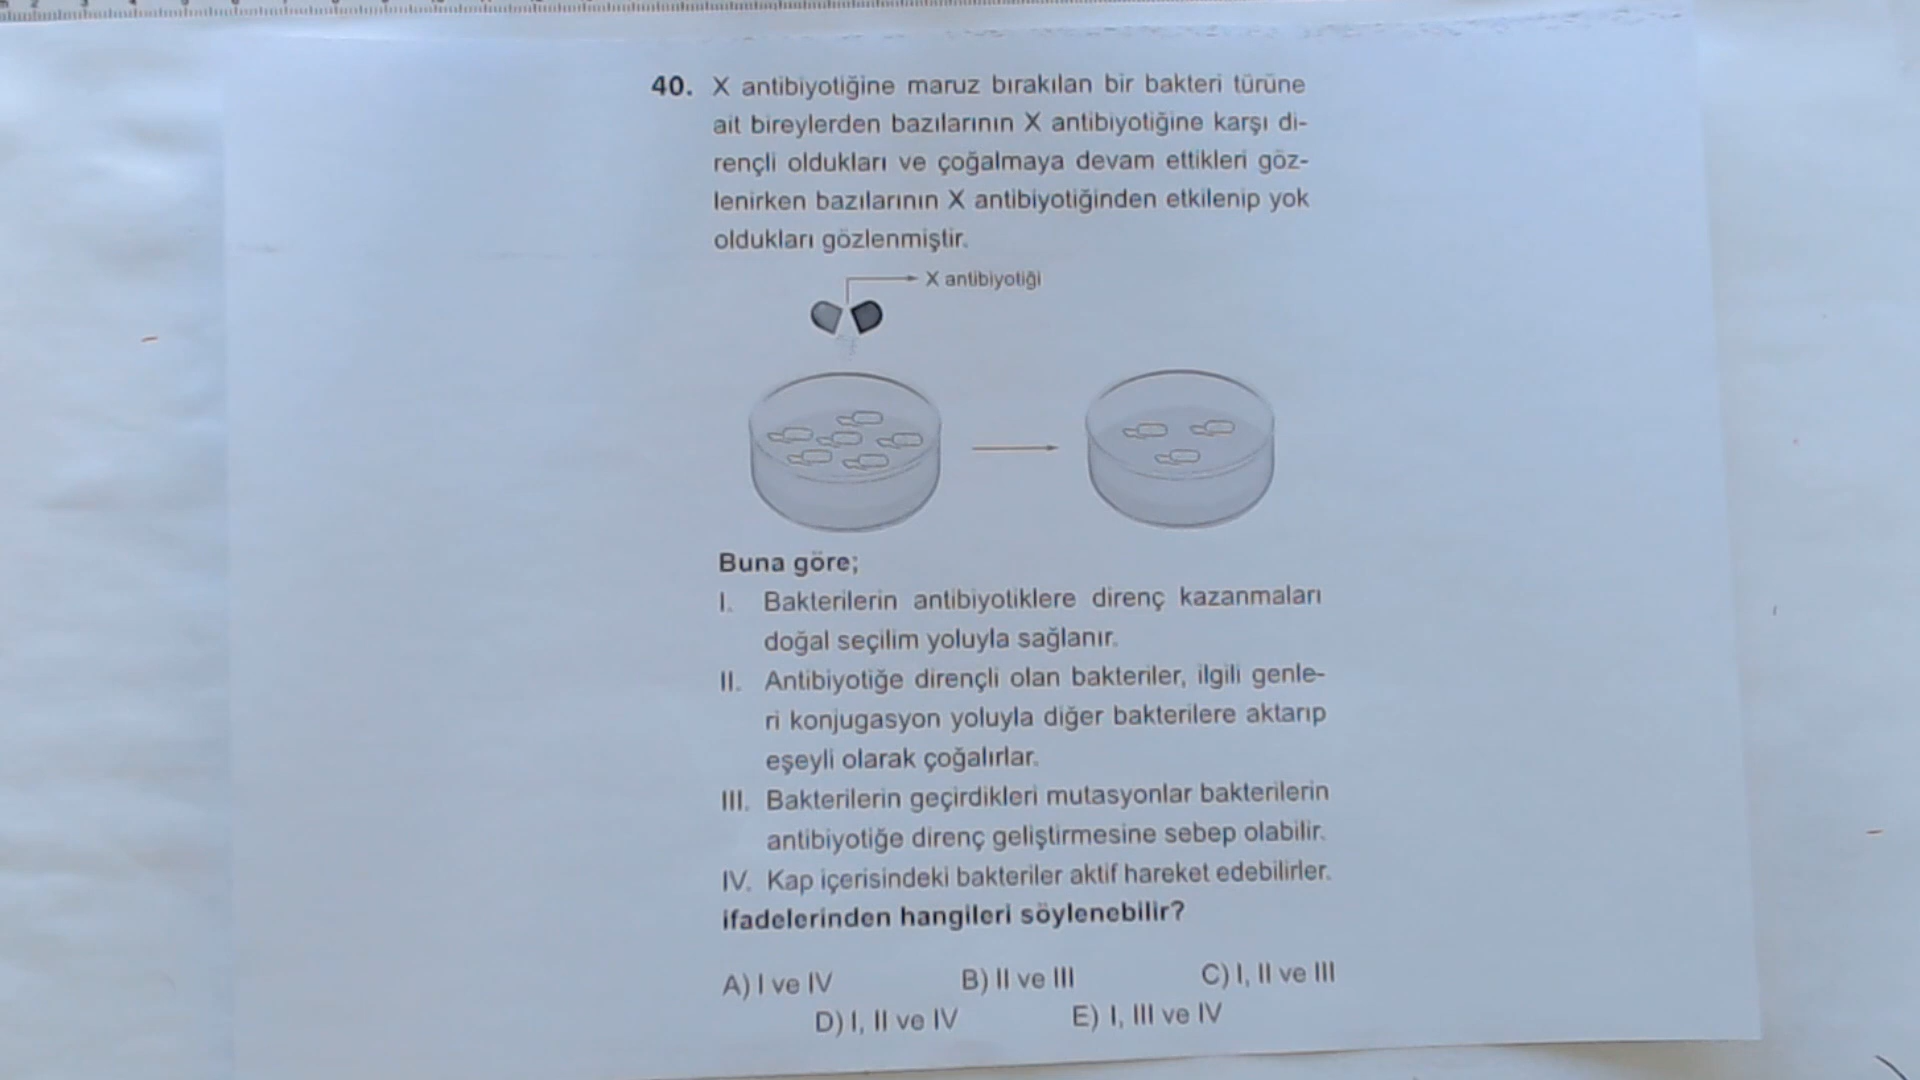 40. X antibiyotiğine maruz bırakılan bir bakteri türüne
ait bireylerden bazılarının X antibiyotiğine karşı di-
rençli oldukları ve çoğalmaya devam ettikleri göz-
lenirken bazılarının X antibiyotiğinden etkilenip yok
oldukları gözlenmiştir.
X antibiyotiği
Buna göre;
I. Bakterilerin antibiyotiklere direnç kazanmaları
doğal seçilim yoluyla sağlanır.
II. Antibiyotiğe dirençli olan bakteriler, ilgili genle-
ri konjugasyon yoluyla diğer bakterilere aktarıp
eşeyli olarak çoğalırlar.
III. Bakterilerin geçirdikleri mutasyonlar bakterilerin
antibiyotiğe direnç geliştirmesine sebep olabilir.
IV. Kap içerisindeki bakteriler aktif hareket edebilirler.
ifadelerinden hangileri söylenebilir?
A) I ve IV B) II ve III C) I, II ve III
D) I, II ve IV E) I, III ve IV